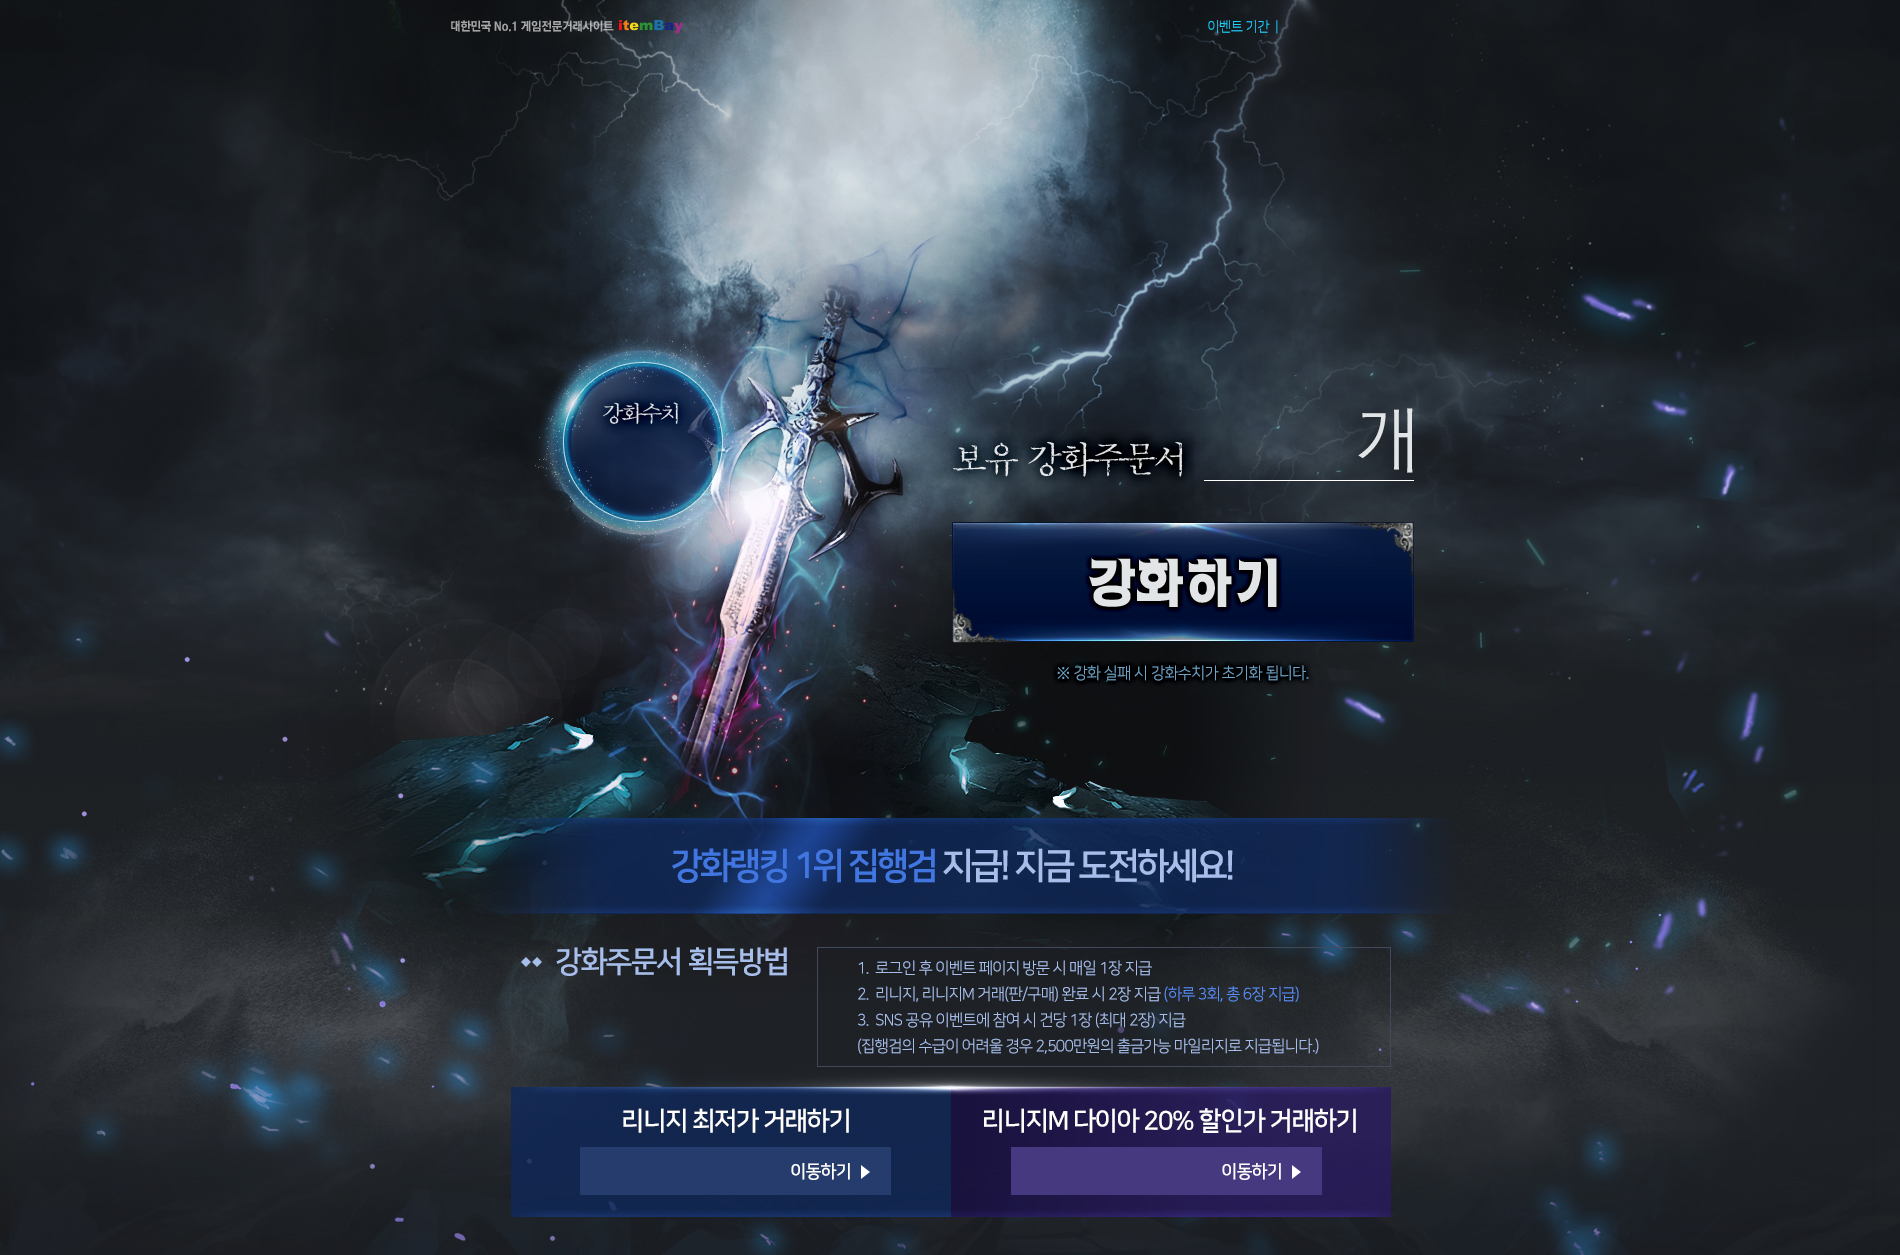 대한민국 No.1 게임전문거래사이트 itemBay
이벤트 기간 |
강화수치
보유 강화주문서 개
강화하기
※ 강화 실패 시 강화수치가 초기화 됩니다.
강화랭킹 1위 집행검 지급! 지금 도전하세요!
강화주문서 획득방법
1. 로그인 후 이벤트 페이지 방문 시 매일 1장 지급
2. 리니지, 리니지M 거래(판/구매) 완료 시 2장 지급 (하루 3회, 총 6장 지급)
3. SNS 공유 이벤트에 참여 시 건당 1장 (최대 2장) 지급
(집행검의 수급이 어려울 경우 2,500만원의 출금가능 마일리지로 지급됩니다.)
리니지 최저가 거래하기
이동하기
리니지M 다이아 20% 할인가 거래하기
이동하기